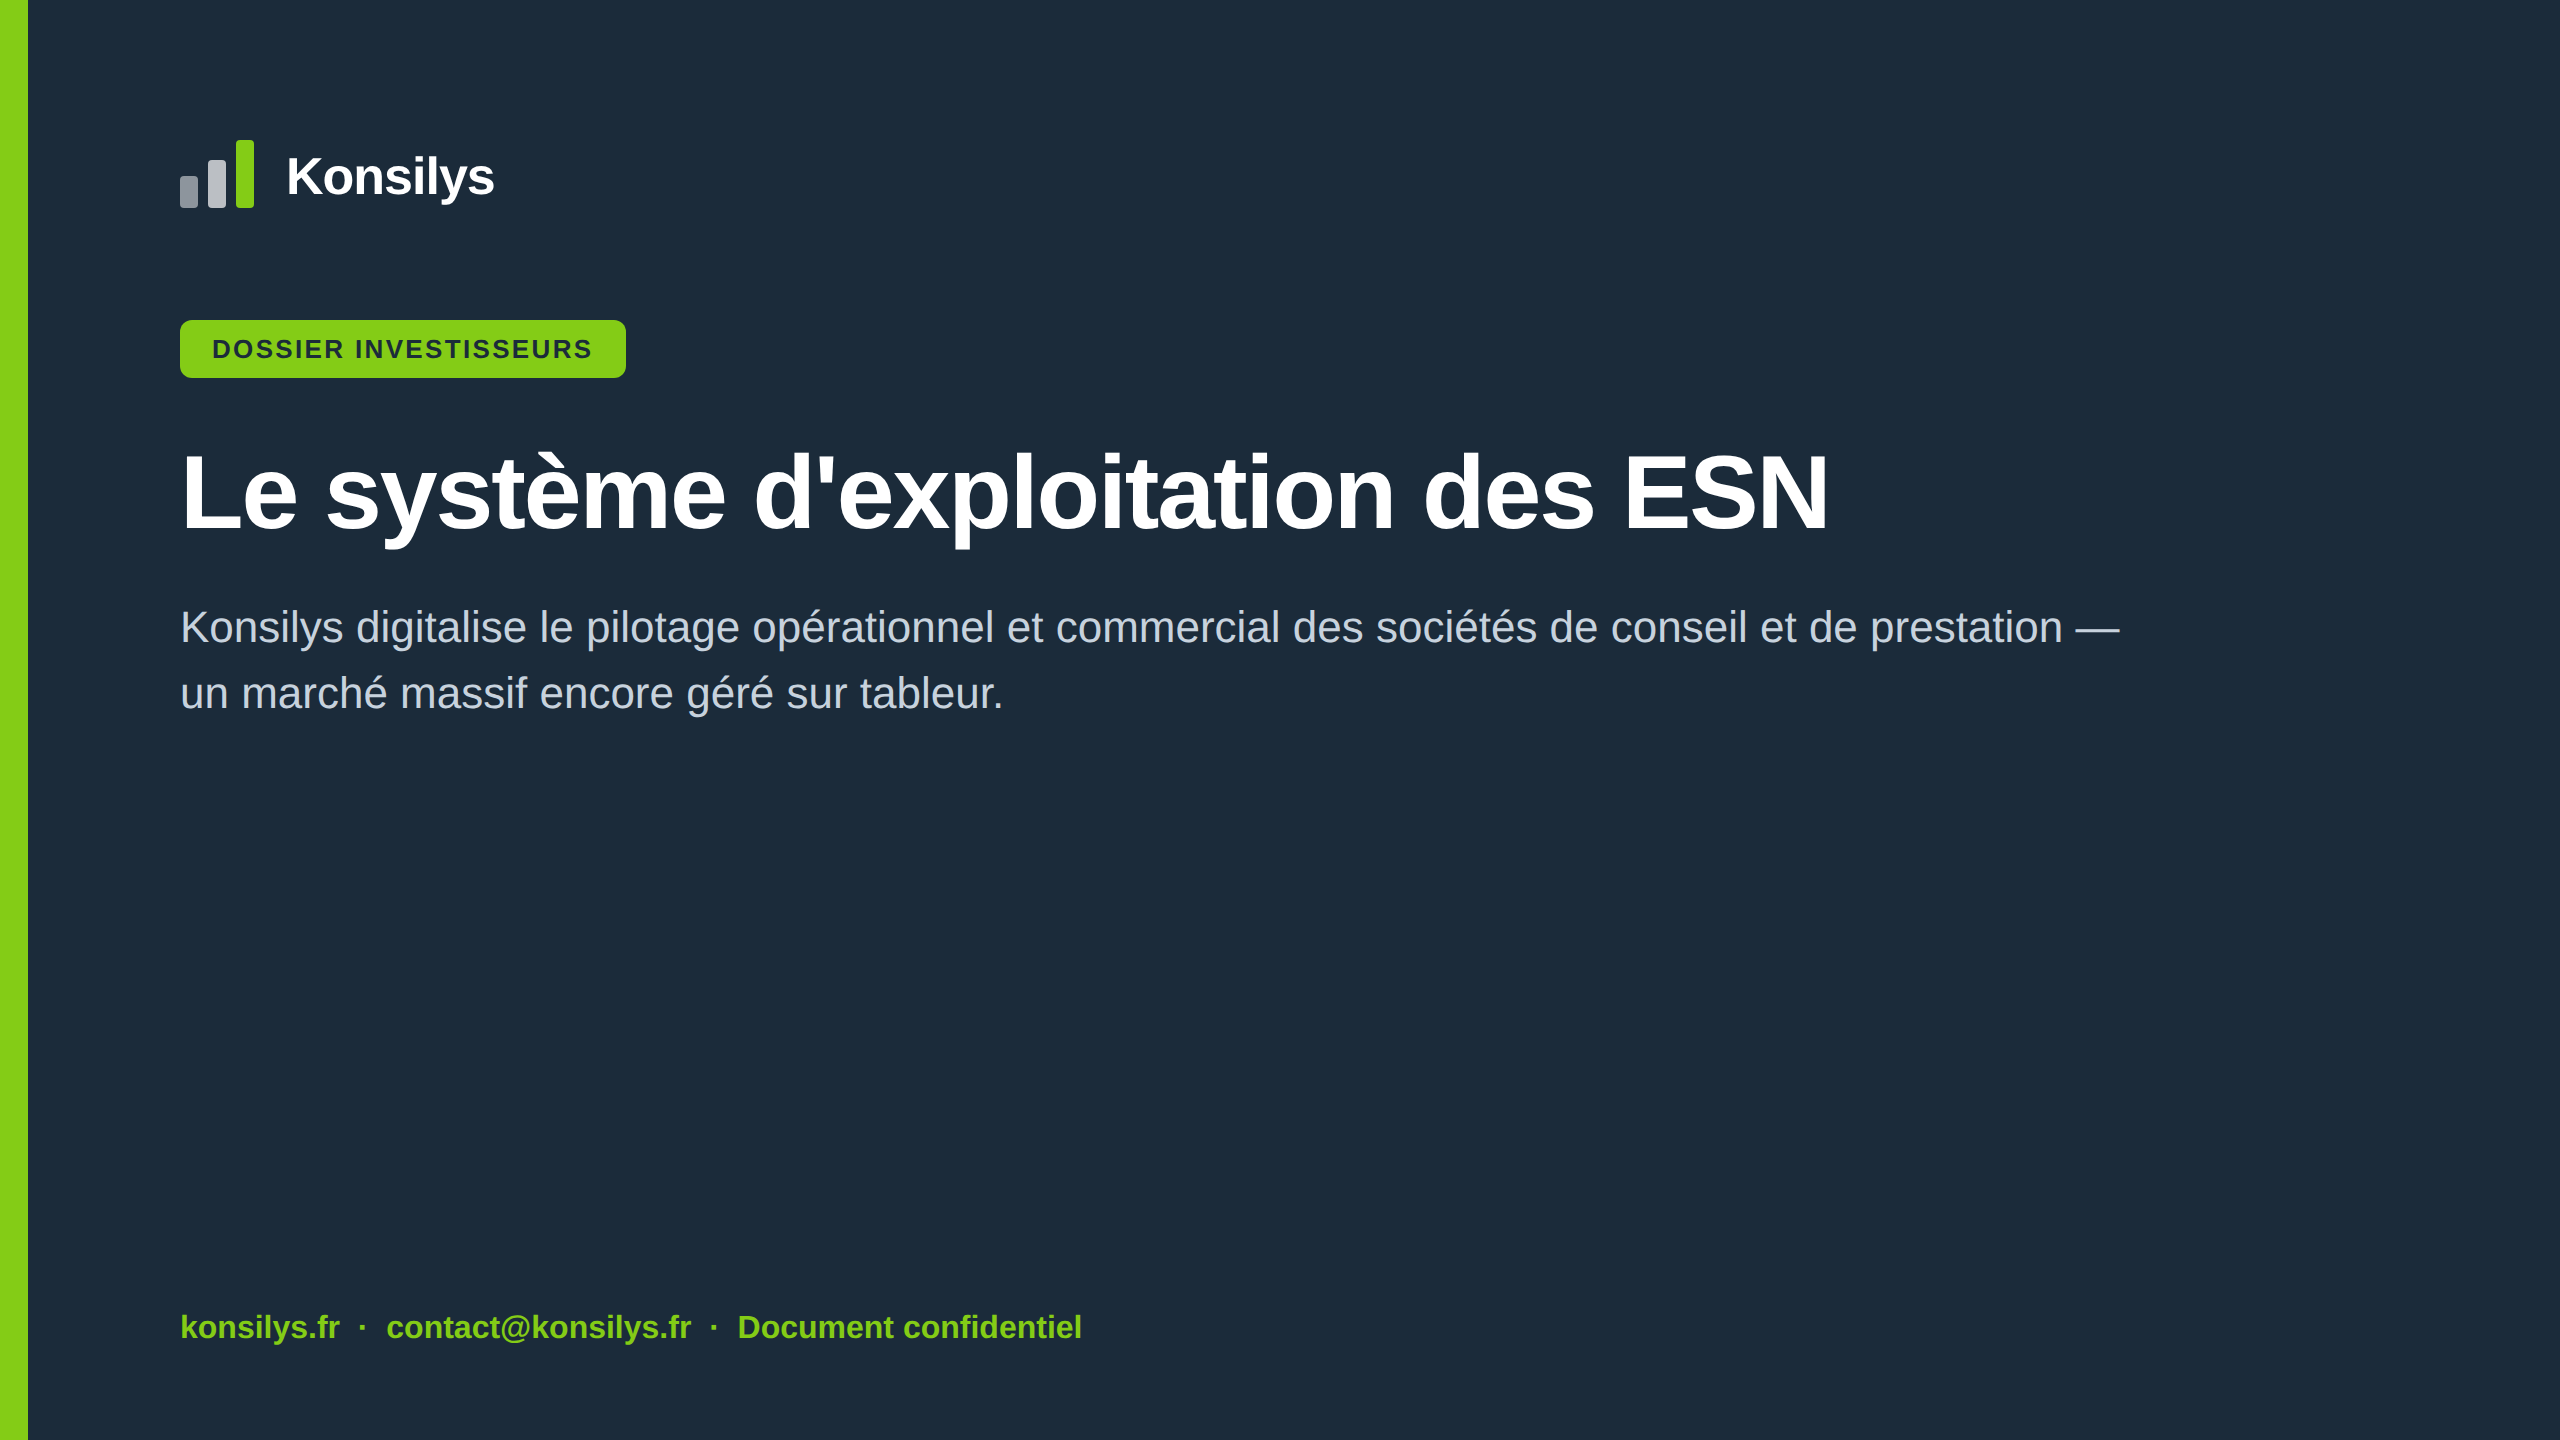 Konsilys
DOSSIER INVESTISSEURS
Le système d'exploitation des ESN
Konsilys digitalise le pilotage opérationnel et commercial des sociétés de conseil et de prestation —
un marché massif encore géré sur tableur.
konsilys.fr · contact@konsilys.fr · Document confidentiel